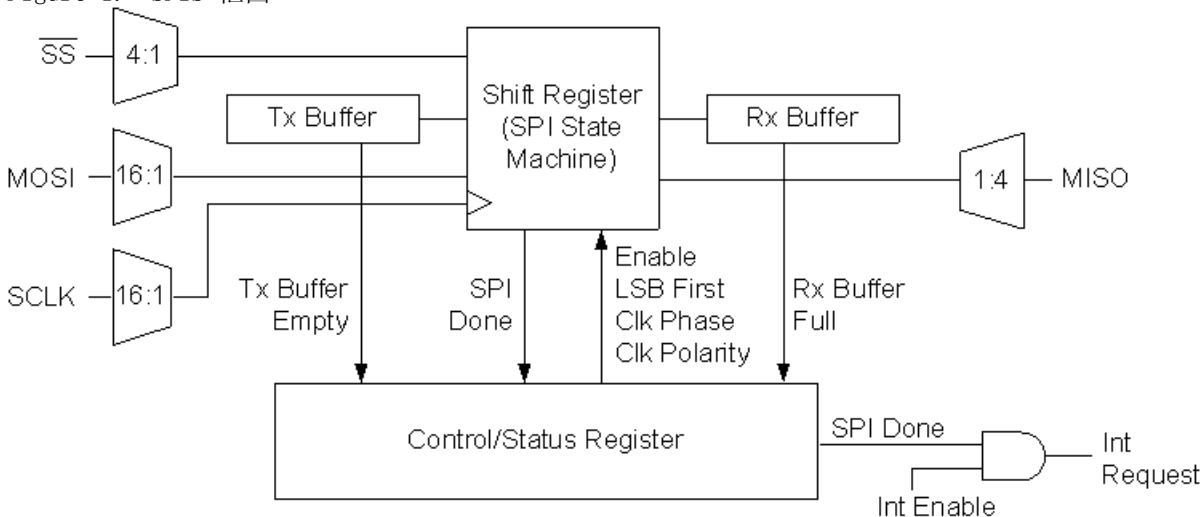 SS
4:1
Shift Register
(SPI State
Machine)
Tx Buffer
Rx Buffer
MOSI
16:1
1:4
MISO
SCLK
16:1
Tx Buffer
Empty
SPI
Done
Enable
LSB First
Clk Phase
Clk Polarity
Rx Buffer
Full
Control/Status Register
SPI Done
Int Enable
Int
Request